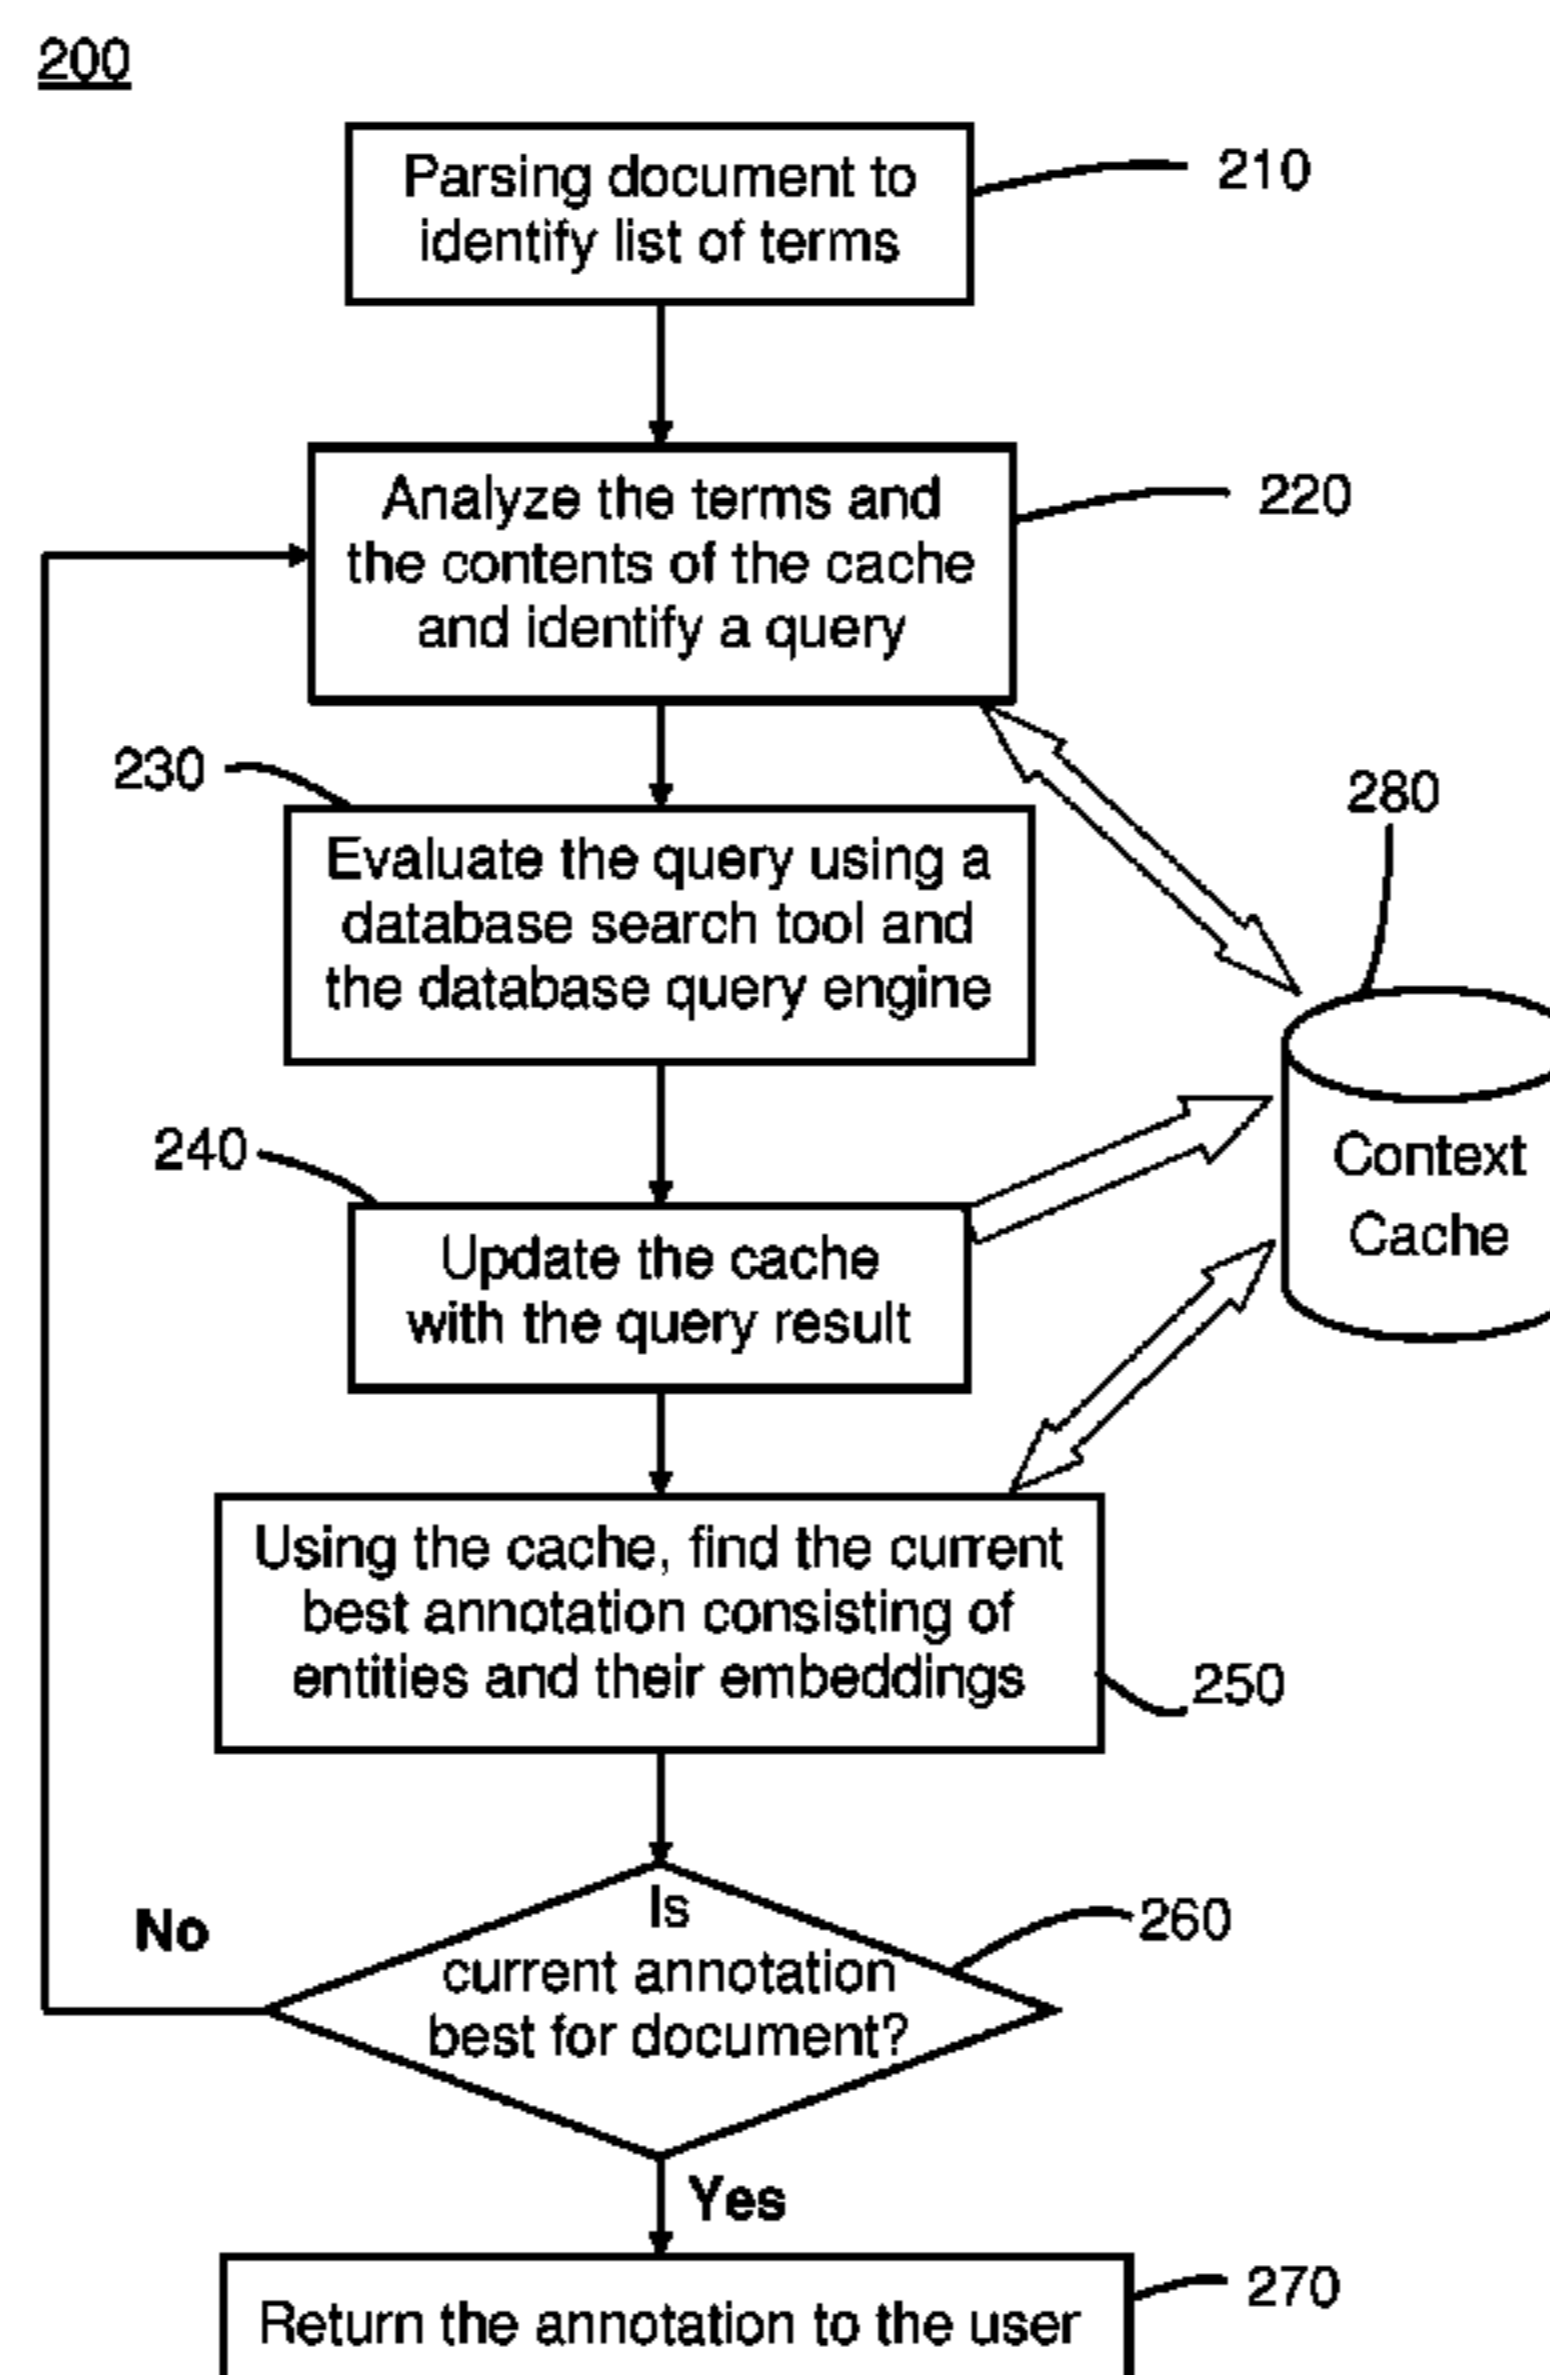 200
Parsing document to
identify list of terms
210
Analyze the terms and
the contents of the cache
and identify a query
220
230
Evaluate the query using a
database search tool and
the database query engine
280
240
Update the cache
with the query result
Context
Cache
Using the cache, find the current
best annotation consisting of
entities and their embeddings
250
No
Is
current annotation
best for document?
260
Yes
Return the annotation to the user
270